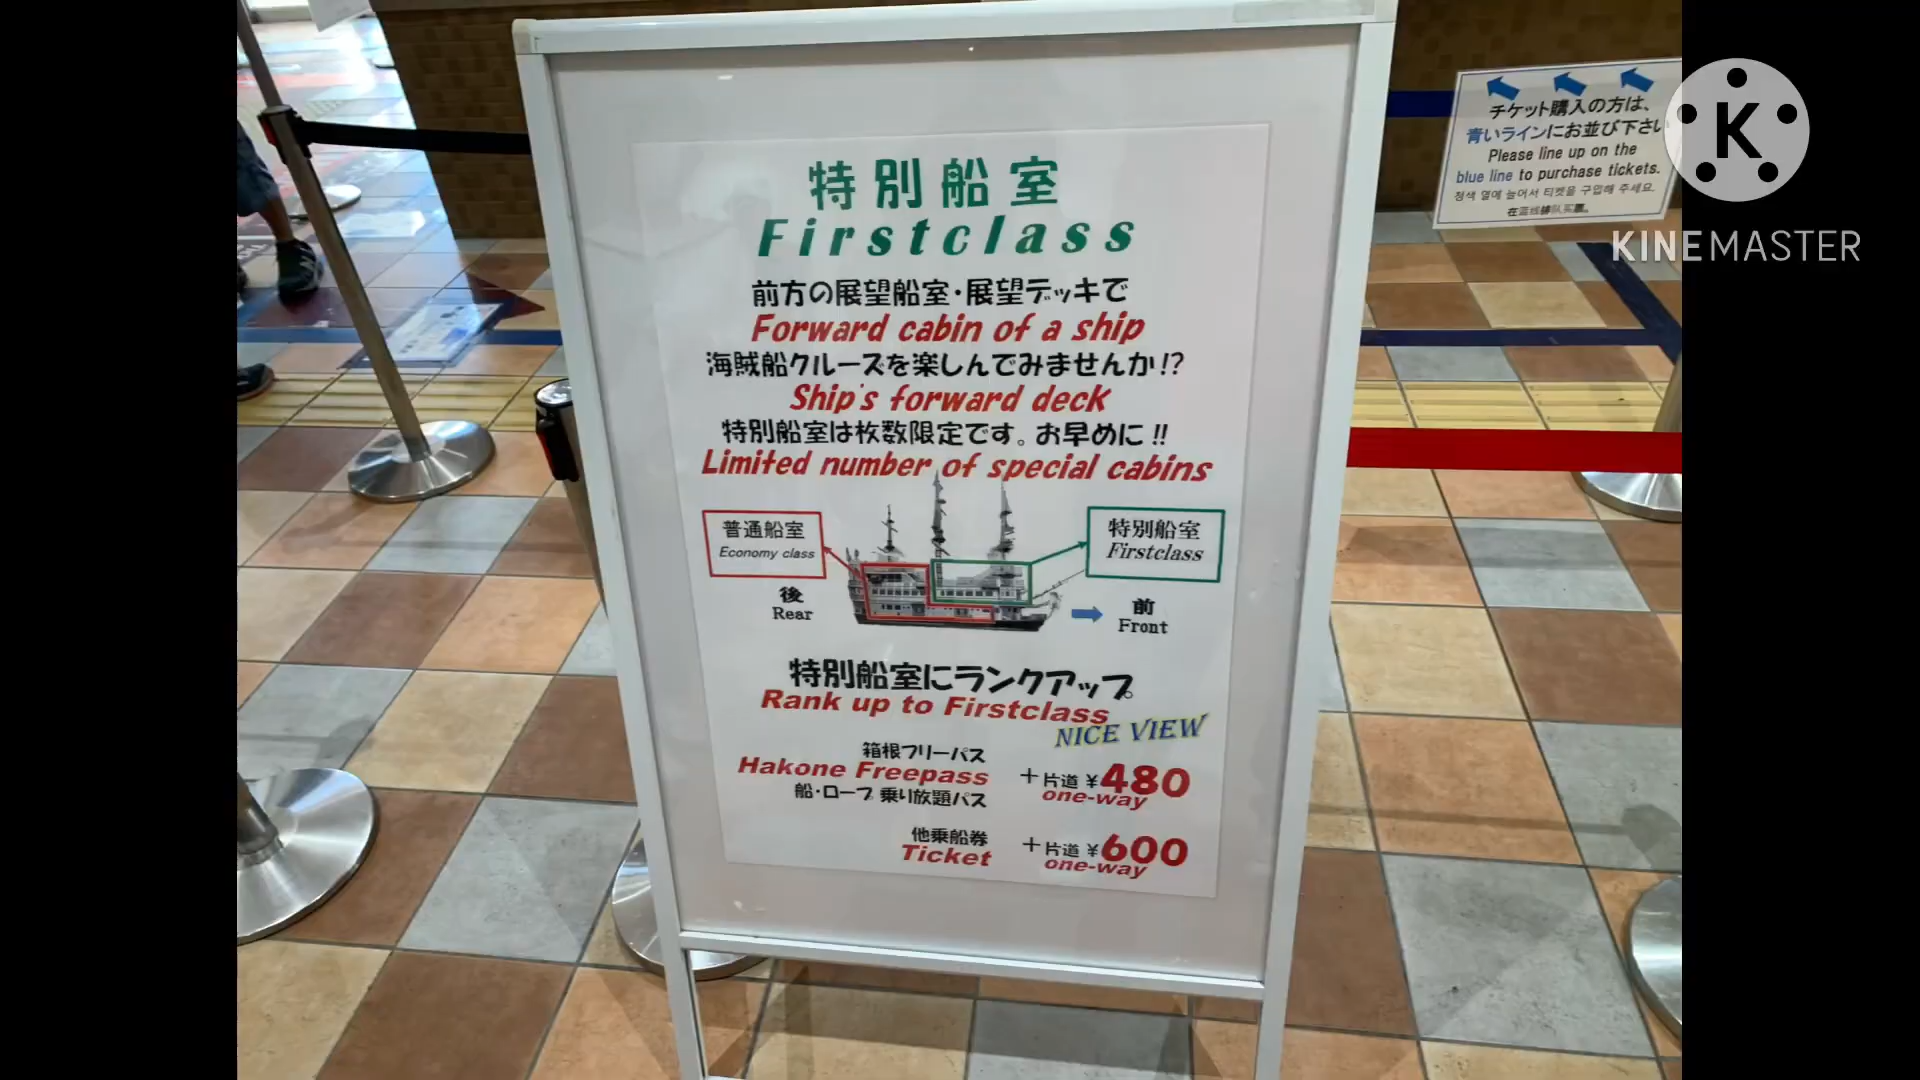 特別船室
Firstclass
前方の展望船室・展望デッキで
Forward cabin of a ship
海賊船クルーズを楽しんでみませんか!?
Ship's forward deck
特別船室は枚数限定です。お早めに!!
Limited number of special cabins
普通船室
Economy class
特別船室
Firstclass
後
Rear
前
Front
特別船室にランクアップ。
Rank up to Firstclass
NICE VIEW
箱根フリーパス
Hakone Freepass
船・ロープ 乗り放題パス
+片道 ¥480
one-way
他乗船券
Ticket
+片道 ¥600
one-way
チケット購入の方は、
青いラインにお並び下さい
Please line up on the
blue line to purchase tickets.
청색 열에 늘어서 티켓을 구입해 주세요.
在蓝线排队买票。
K
KINEMASTER